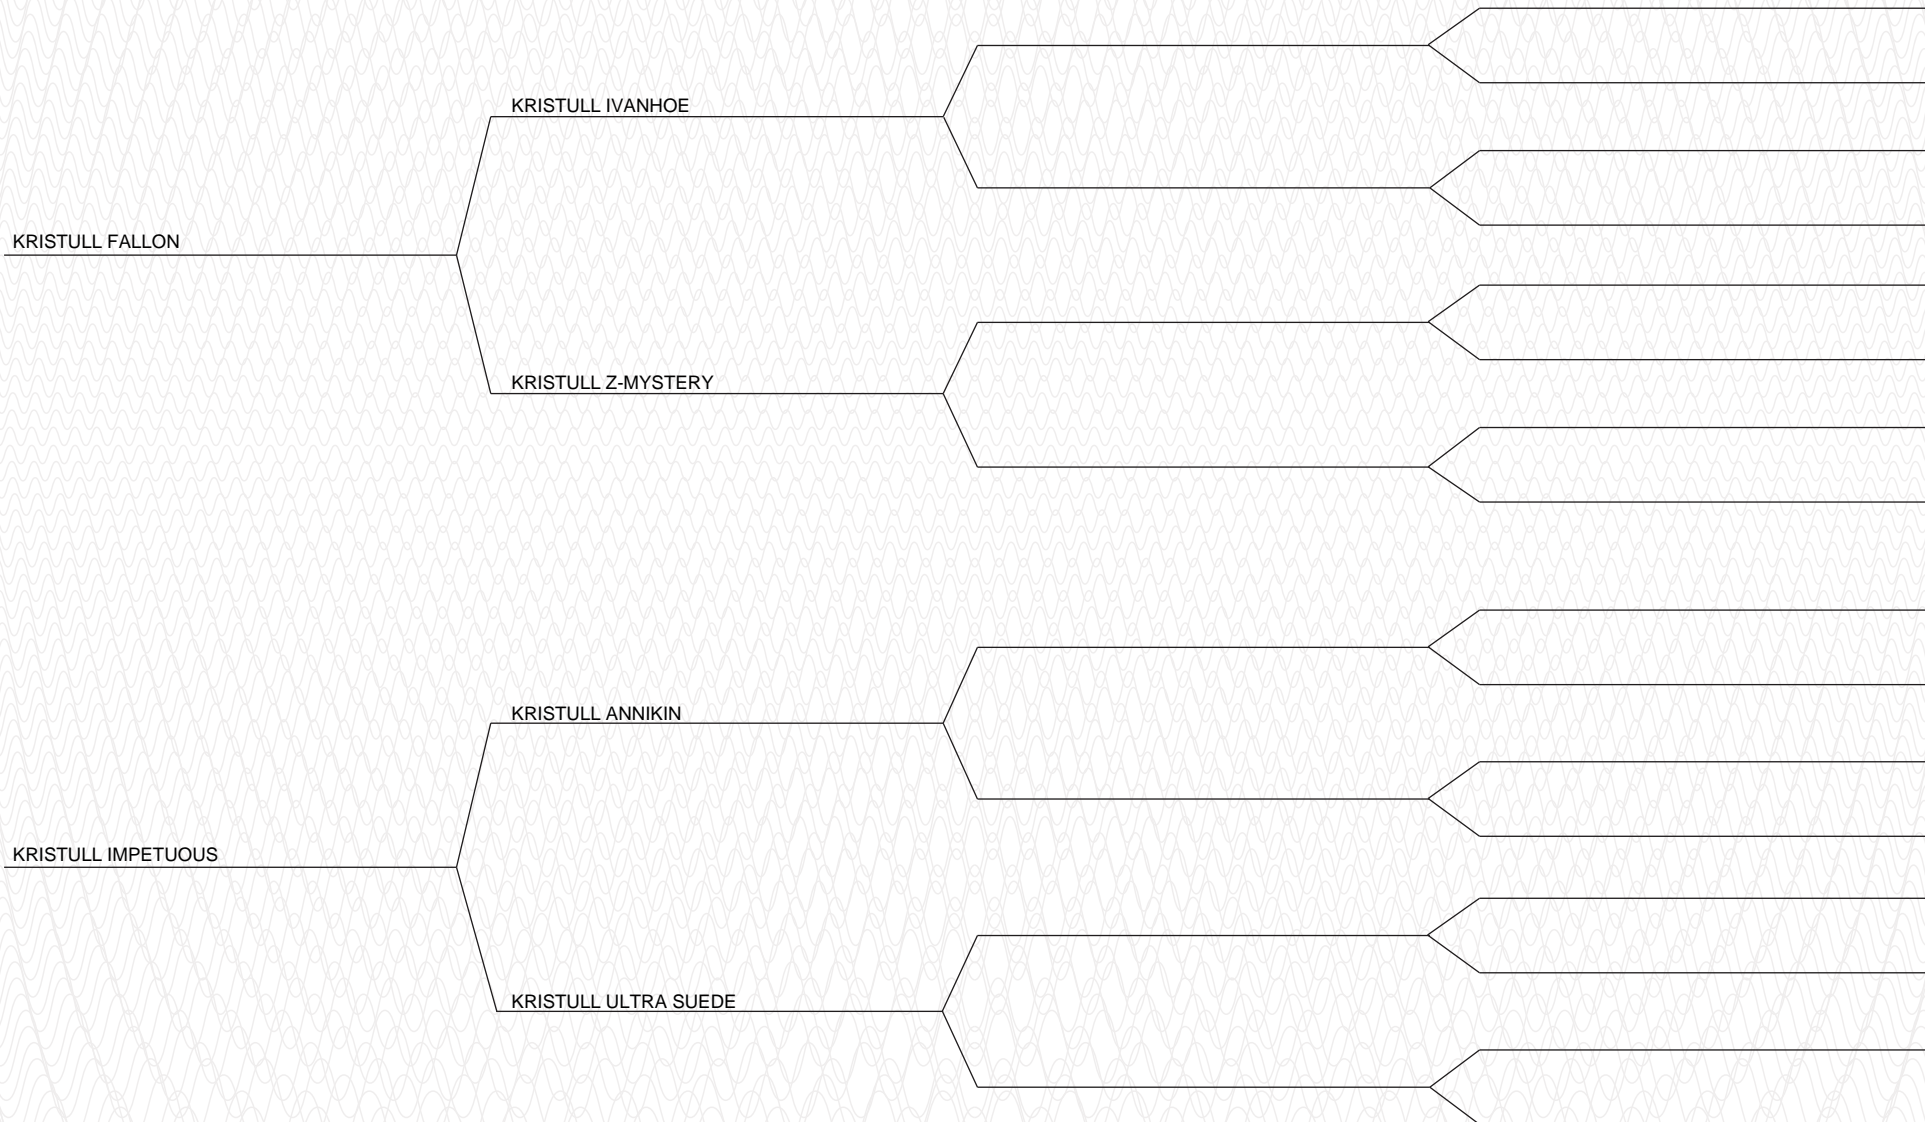 KRISTULL IVANHOE
KRISTULL FALLON
KRISTULL Z-MYSTERY
KRISTULL ANNIKIN
KRISTULL IMPETUOUS
KRISTULL ULTRA SUEDE